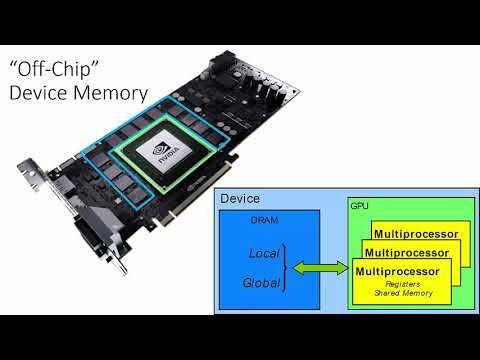 “Off-Chip”
Device Memory
NVIDIA
Device
DRAM
Local
Global
GPU
Multiprocessor
Multiprocessor
Multiprocessor
Registers
Shared Memory